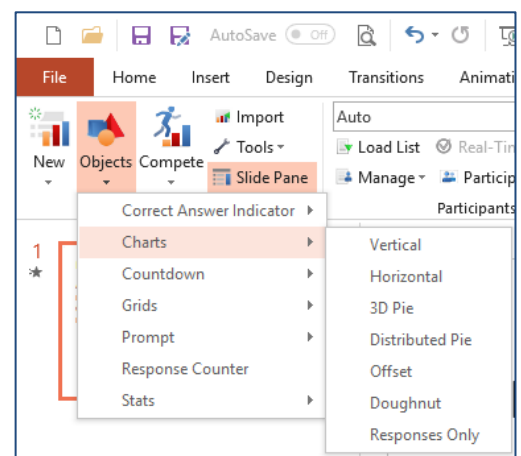 AutoSave Off
File Home Insert Design Transitions
New Objects Compete
Import
Tools
Slide Pane
Auto
Load List
Manage
Participants
Correct Answer Indicator
Charts
Countdown
Grids
Prompt
Response Counter
Stats
Vertical
Horizontal
3D Pie
Distributed Pie
Offset
Doughnut
Responses Only
1